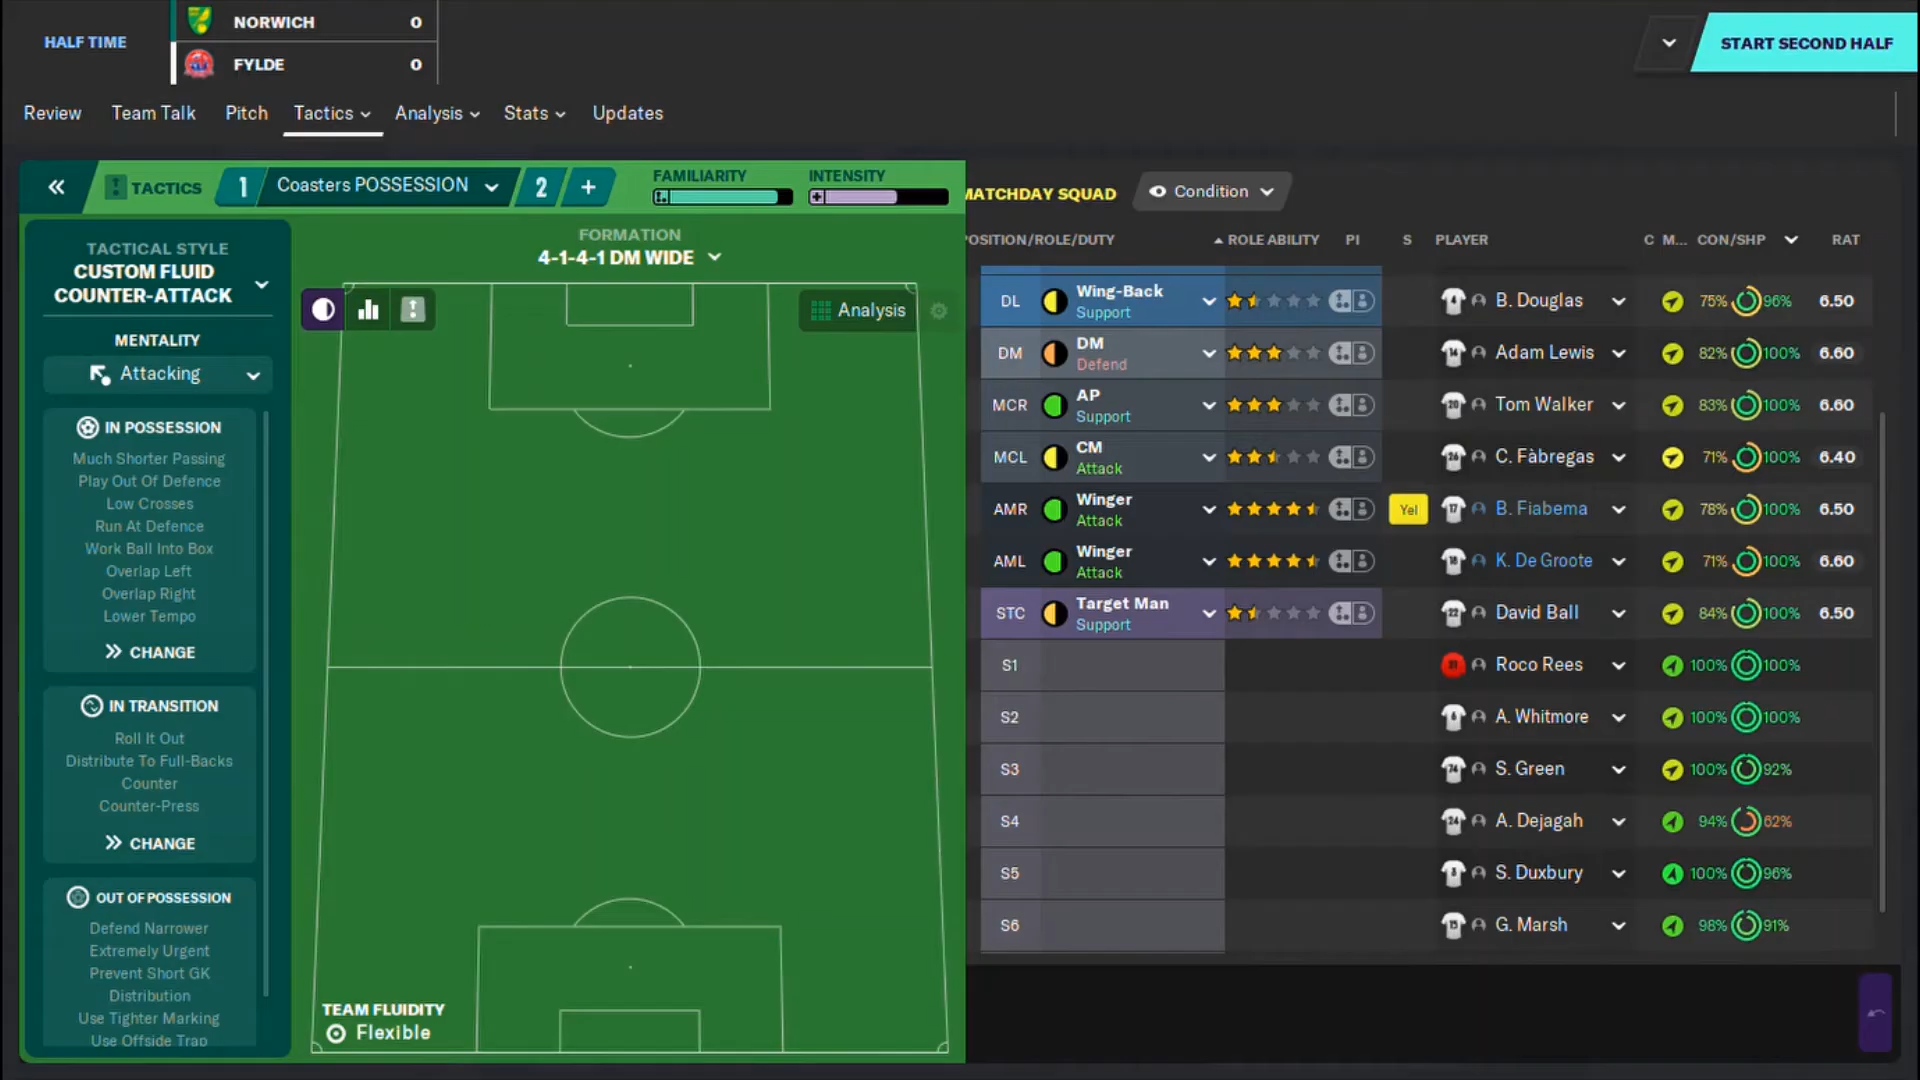 HALF TIME
NORWICH 0
FYLDE 0
START SECOND HALF
Review Team Talk Pitch Tactics Analysis Stats Updates
TACTICS 1 Coasters POSSESSION 2 +
FAMILIARITY
INTENSITY
TACTICAL STYLE
CUSTOM FLUID
COUNTER-ATTACK
MENTALITY
Attacking
IN POSSESSION
Much Shorter Passing
Play Out Of Defence
Low Crosses
Run At Defence
Work Ball Into Box
Overlap Left
Overlap Right
Lower Tempo
CHANGE
IN TRANSITION
Roll It Out
Distribute To Full-Backs
Counter
Counter-Press
CHANGE
OUT OF POSSESSION
Defend Narrower
Extremely Urgent
Prevent Short GK
Distribution
Use Tighter Marking
Use Offside Trap
FORMATION
4-1-4-1 DM WIDE
Analysis
TEAM FLUIDITY
Flexible
MATCHDAY SQUAD Condition
POSITION/ROLE/DUTY ROLE ABILITY PI S PLAYER C M... CON/SHP RAT
DL Wing-Back Support B. Douglas 75% 96% 6.50
DM DM Defend 14 Adam Lewis 82% 100% 6.60
MCR AP Support 20 Tom Walker 83% 100% 6.60
MCL CM Attack 26 C. Fàbregas 71% 100% 6.40
AMR Winger Attack Yel 17 B. Fiabema 78% 100% 6.50
AML Winger Attack K. De Groote 71% 100% 6.60
STC Target Man Support 22 David Ball 84% 100% 6.50
S1 Roco Rees 100% 100%
S2 A. Whitmore 100% 100%
S3 S. Green 100% 92%
S4 24 A. Dejagah 94% 62%
S5 S. Duxbury 100% 96%
S6 G. Marsh 98% 91%